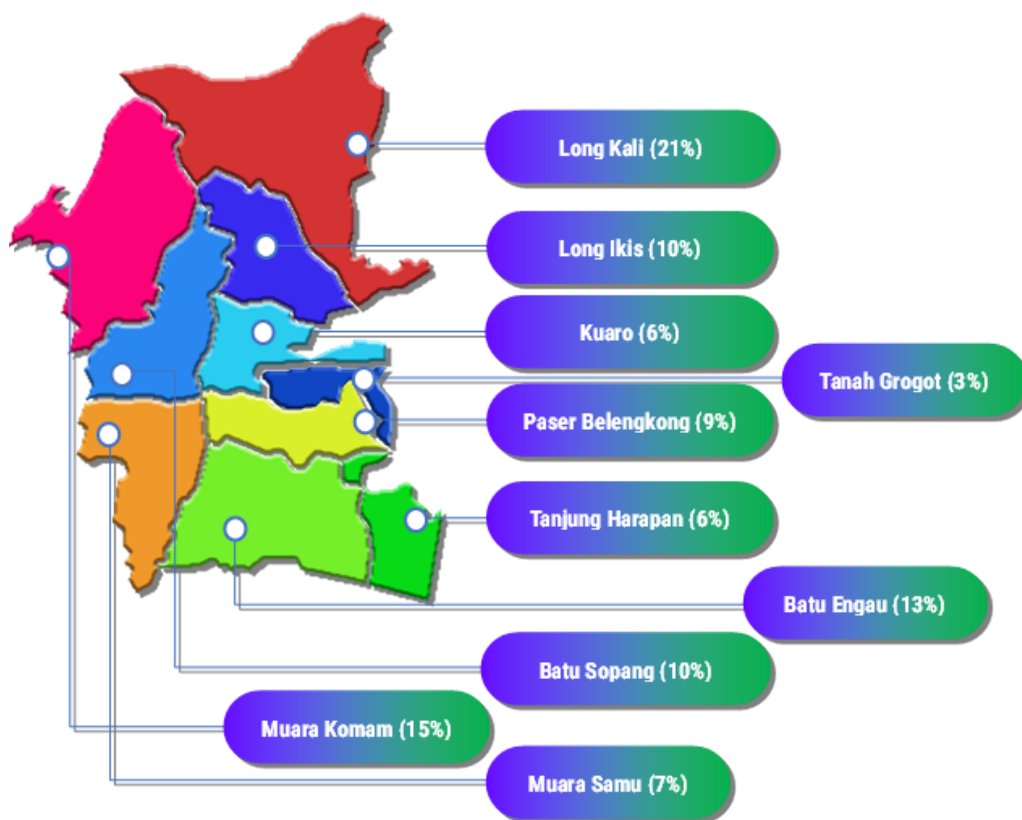 Long Kali (21%)
Long Ikis (10%)
Kuaro (6%)
Tanah Grogot (3%)
Paser Belengkong (9%)
Tanjung Harapan (6%)
Batu Engau (13%)
Batu Sopang (10%)
Muara Komam (15%)
Muara Samu (7%)